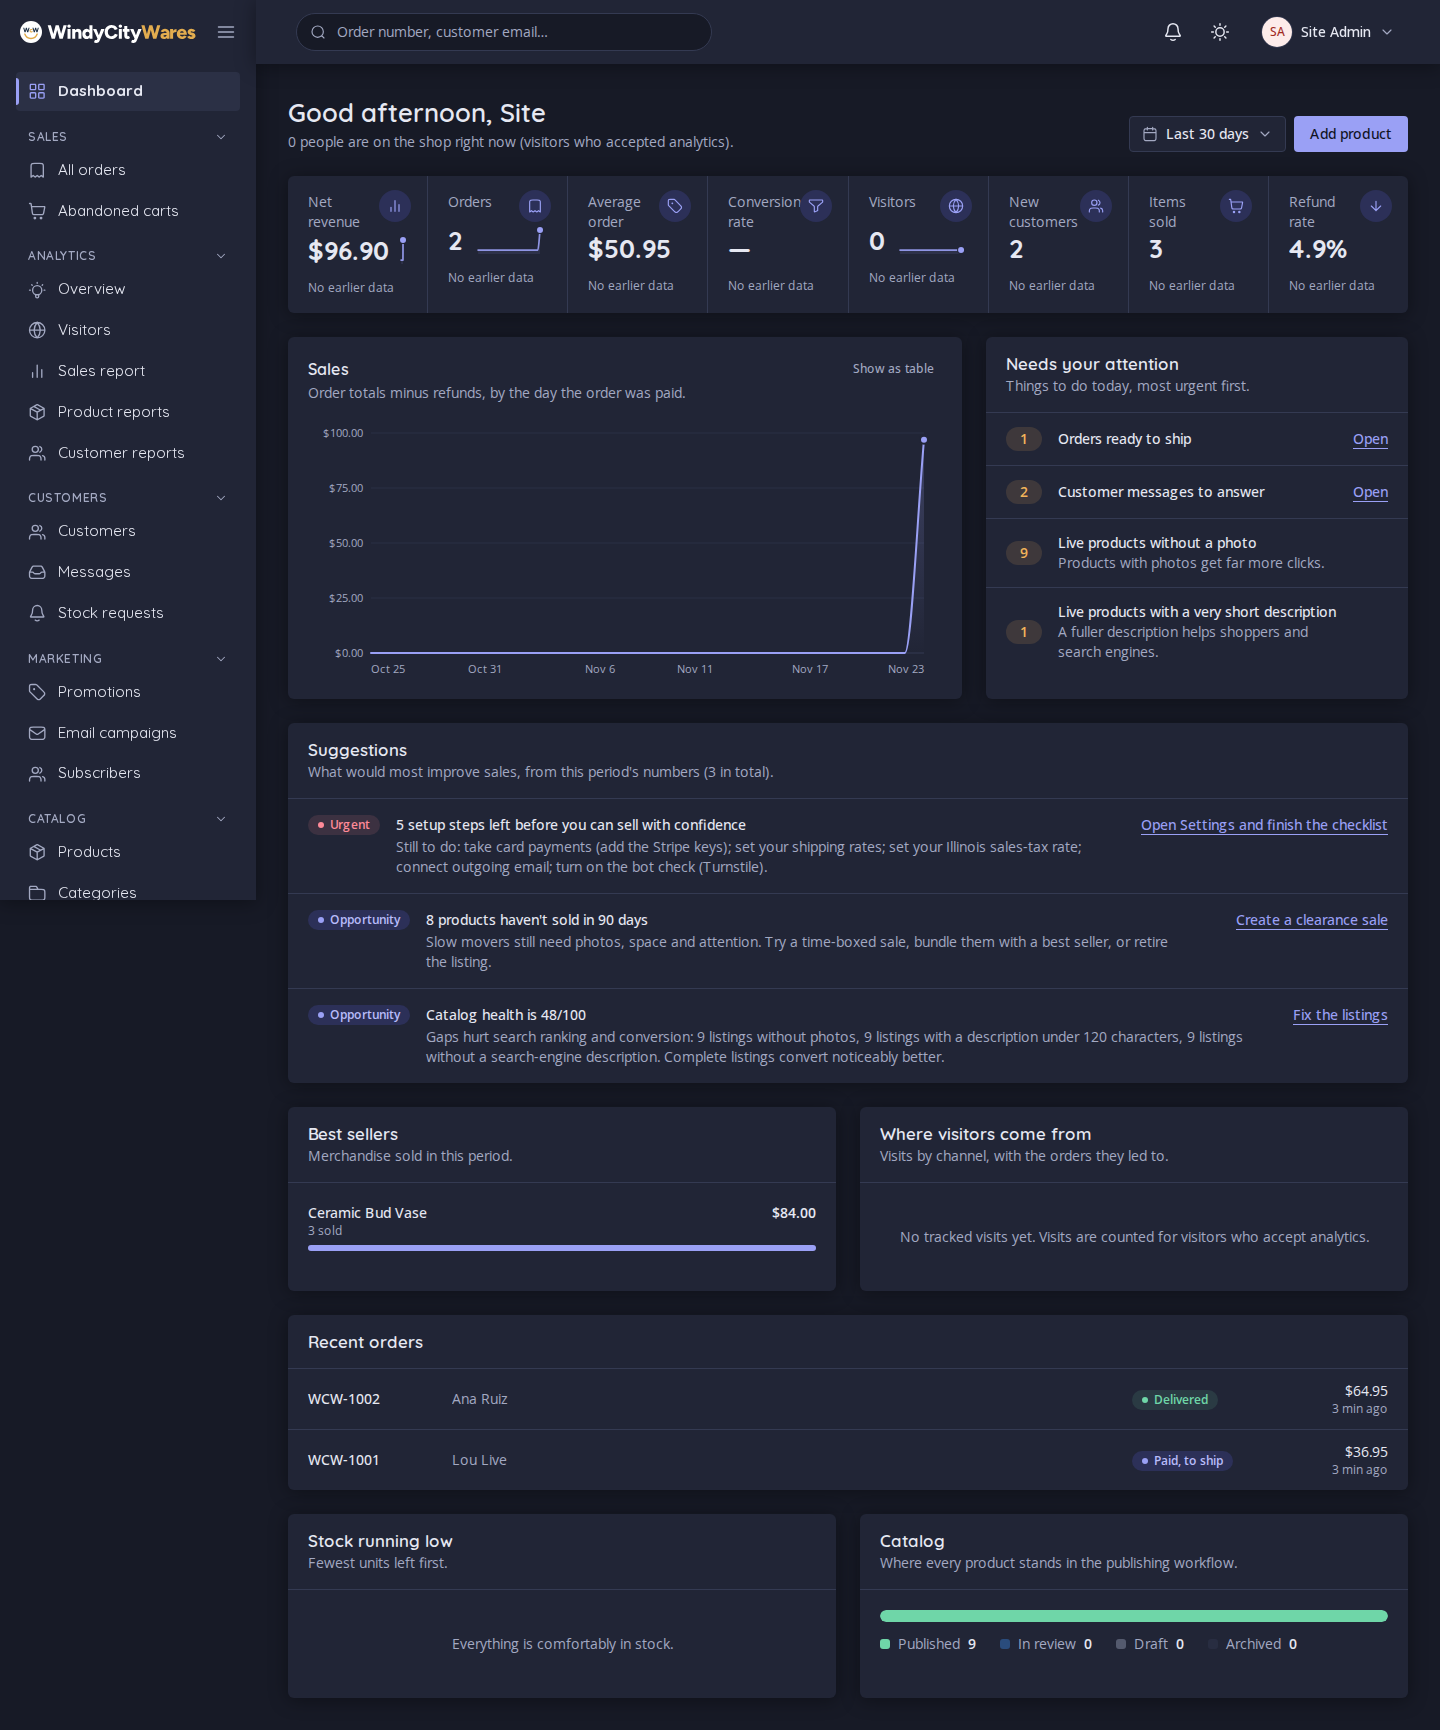 WCW WindyCityWares
Order number, customer email...
SA Site Admin
Dashboard
SALES
All orders
Abandoned carts
ANALYTICS
Overview
Visitors
Sales report
Product reports
Customer reports
CUSTOMERS
Customers
Messages
Stock requests
MARKETING
Promotions
Email campaigns
Subscribers
CATALOG
Products
Categories
Good afternoon, Site
0 people are on the shop right now (visitors who accepted analytics).
Last 30 days
Add product
Net
revenue
$96.90
No earlier data
Orders
2
No earlier data
Average
order
$50.95
No earlier data
Conversion
rate
—
No earlier data
Visitors
0
No earlier data
New
customers
2
No earlier data
Items
sold
3
No earlier data
Refund
rate
4.9%
No earlier data
Sales
Show as table
Order totals minus refunds, by the day the order was paid.
$100.00
$75.00
$50.00
$25.00
$0.00
Oct 25 Oct 31 Nov 6 Nov 11 Nov 17 Nov 23
Needs your attention
Things to do today, most urgent first.
1 Orders ready to ship Open
2 Customer messages to answer Open
9 Live products without a photo
Products with photos get far more clicks.
1 Live products with a very short description
A fuller description helps shoppers and
search engines.
Suggestions
What would most improve sales, from this period's numbers (3 in total).
Urgent 5 setup steps left before you can sell with confidence Open Settings and finish the checklist
Still to do: take card payments (add the Stripe keys); set your shipping rates; set your Illinois sales-tax rate;
connect outgoing email; turn on the bot check (Turnstile).
Opportunity 8 products haven't sold in 90 days Create a clearance sale
Slow movers still need photos, space and attention. Try a time-boxed sale, bundle them with a best seller, or retire
the listing.
Opportunity Catalog health is 48/100 Fix the listings
Gaps hurt search ranking and conversion: 9 listings without photos, 9 listings with a description under 120 characters, 9 listings
without a search-engine description. Complete listings convert noticeably better.
Best sellers
Merchandise sold in this period.
Ceramic Bud Vase $84.00
3 sold
Where visitors come from
Visits by channel, with the orders they led to.
No tracked visits yet. Visits are counted for visitors who accept analytics.
Recent orders
WCW-1002 Ana Ruiz Delivered $64.95
3 min ago
WCW-1001 Lou Live Paid, to ship $36.95
3 min ago
Stock running low
Fewest units left first.
Everything is comfortably in stock.
Catalog
Where every product stands in the publishing workflow.
Published 9 In review 0 Draft 0 Archived 0